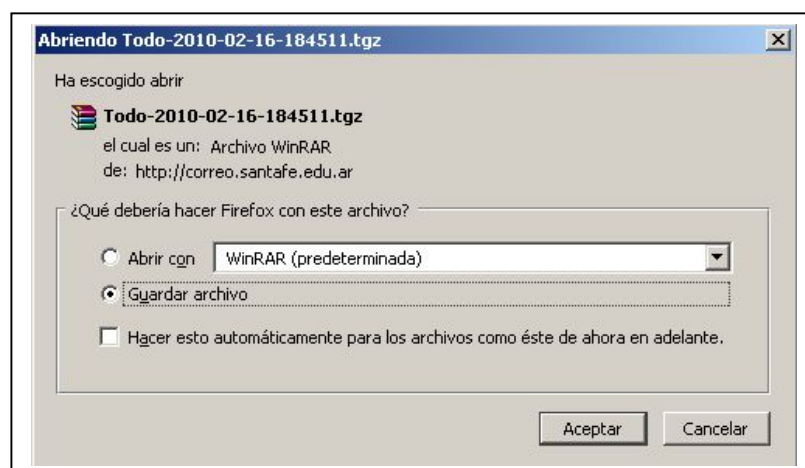 Abriendo Todo-2010-02-16-184511.tgz
Ha escogido abrir
Todo-2010-02-16-184511.tgz
el cual es un: Archivo WinRAR
de: http://correo.santafe.edu.ar
¿Qué debería hacer Firefox con este archivo?
Abrir con WinRAR (predeterminada)
Guardar archivo
Hacer esto automáticamente para los archivos como éste de ahora en adelante.
Aceptar Cancelar